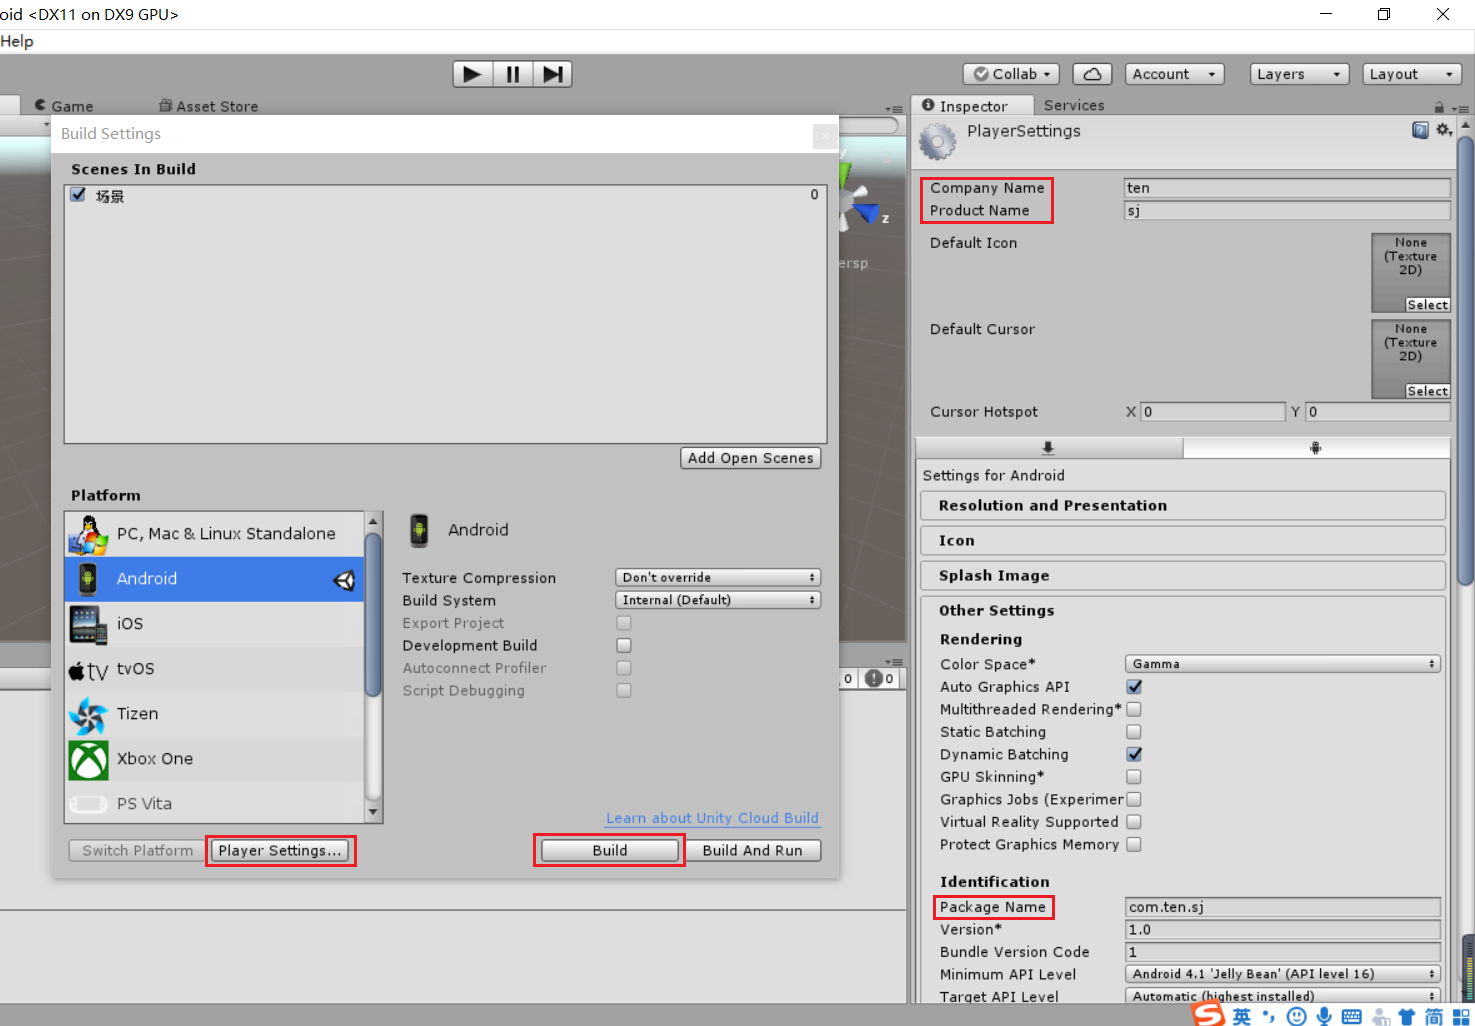 oid <DX11 on DX9 GPU>
Help
Collab
Account
Layers
Layout
Game
Asset Store
Inspector
Services
Build Settings
PlayerSettings
Scenes In Build
场景
0
y
z
ersp
Company Name
ten
Product Name
sj
Default Icon
None
(Texture
2D)
Select
Default Cursor
None
(Texture
2D)
Select
Cursor Hotspot
X 0
Y 0
Add Open Scenes
Settings for Android
Platform
Resolution and Presentation
Icon
Splash Image
Other Settings
PC, Mac & Linux Standalone
Android
iOS
tv tvOS
Tizen
Xbox One
PS Vita
Android
Texture Compression
Don't override
Build System
Internal (Default)
Export Project
Development Build
Autoconnect Profiler
Script Debugging
0
0
Learn about Unity Cloud Build
Switch Platform
Player Settings...
Build
Build And Run
Rendering
Color Space*
Gamma
Auto Graphics API
Multithreaded Rendering*
Static Batching
Dynamic Batching
GPU Skinning*
Graphics Jobs (Experimer
Virtual Reality Supported
Protect Graphics Memory
Identification
Package Name
com.ten.sj
Version*
1.0
Bundle Version Code
1
Minimum API Level
Android 4.1 'Jelly Bean' (API level 16)
Target API Level
Automatic (highest installed)
S 英 简